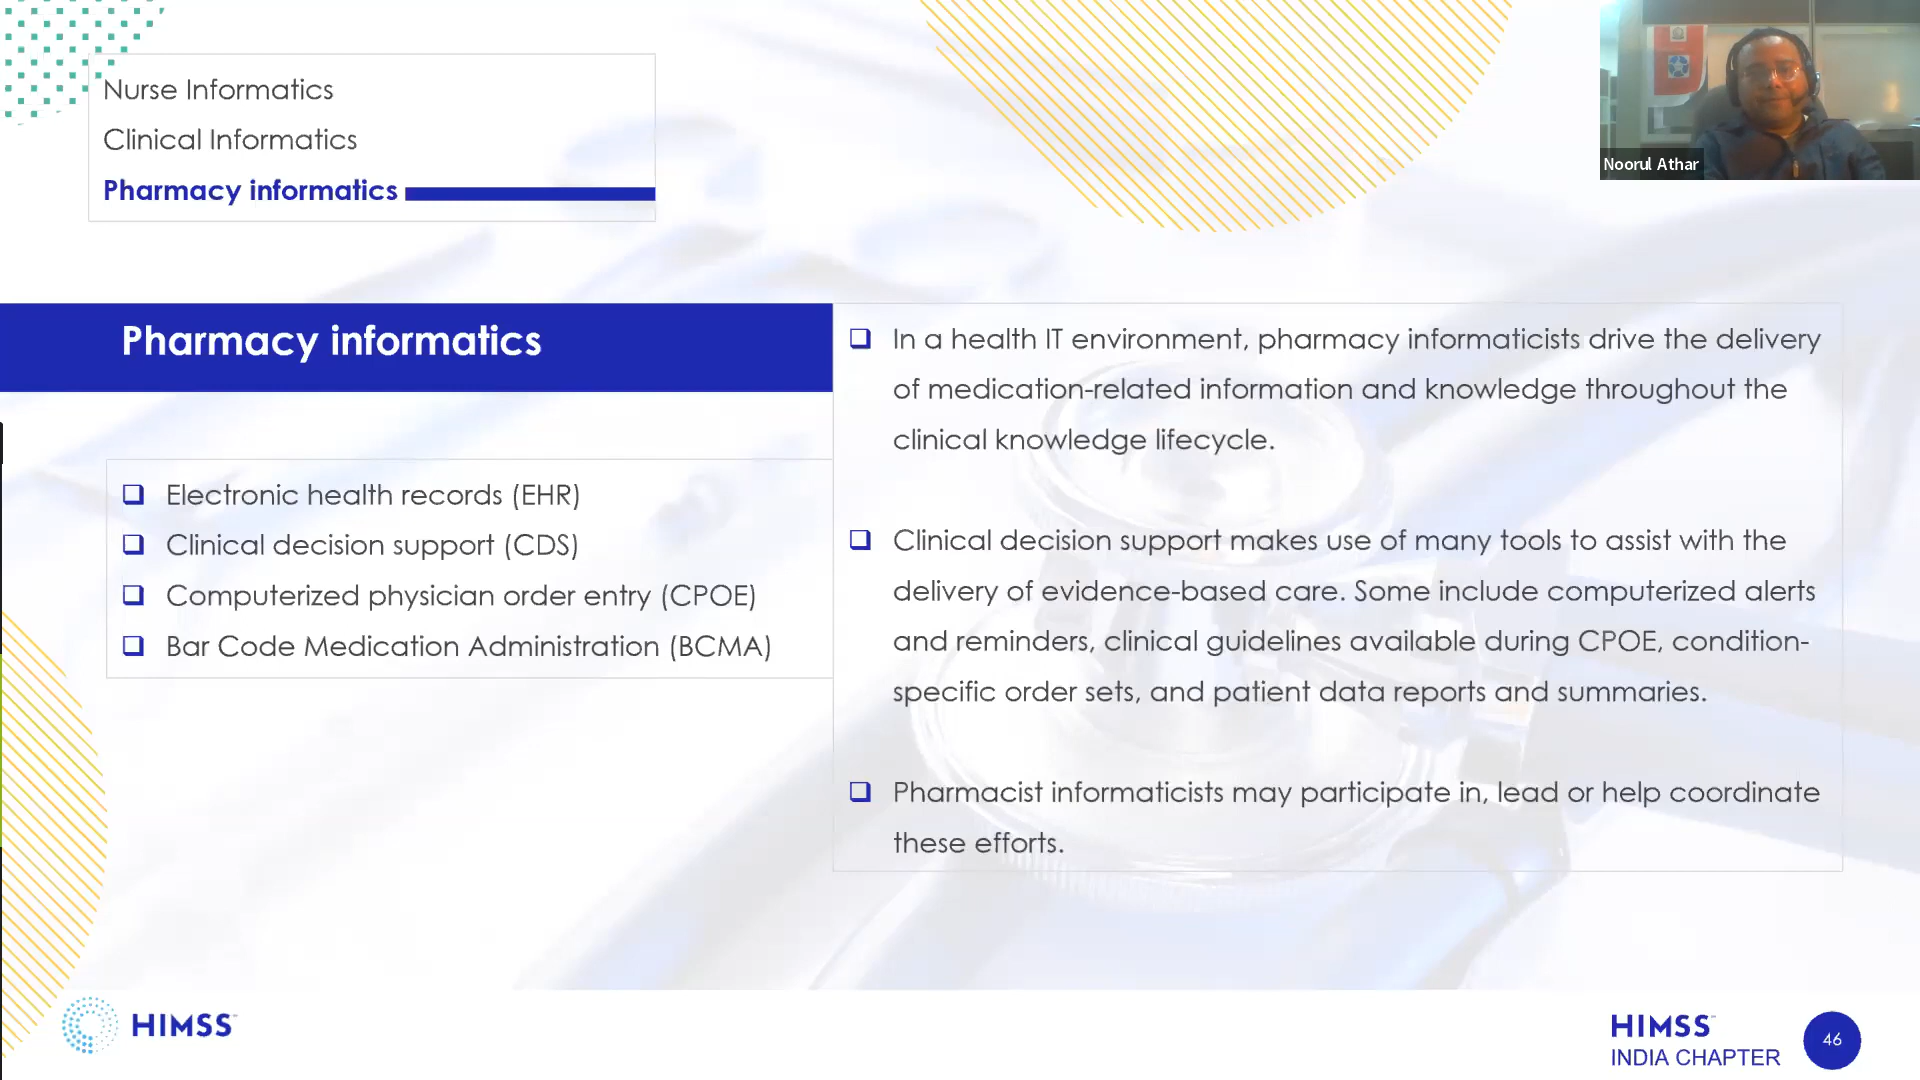 Nurse Informatics
Clinical Informatics
Pharmacy informatics
Noorul Athar
Pharmacy informatics
Electronic health records (EHR)
Clinical decision support (CDS)
Computerized physician order entry (CPOE)
Bar Code Medication Administration (BCMA)
In a health IT environment, pharmacy informaticists drive the delivery
of medication-related information and knowledge throughout the
clinical knowledge lifecycle.
Clinical decision support makes use of many tools to assist with the
delivery of evidence-based care. Some include computerized alerts
and reminders, clinical guidelines available during CPOE, condition-
specific order sets, and patient data reports and summaries.
Pharmacist informaticists may participate in, lead or help coordinate
these efforts.
HIMSS
HIMSS
INDIA CHAPTER
46